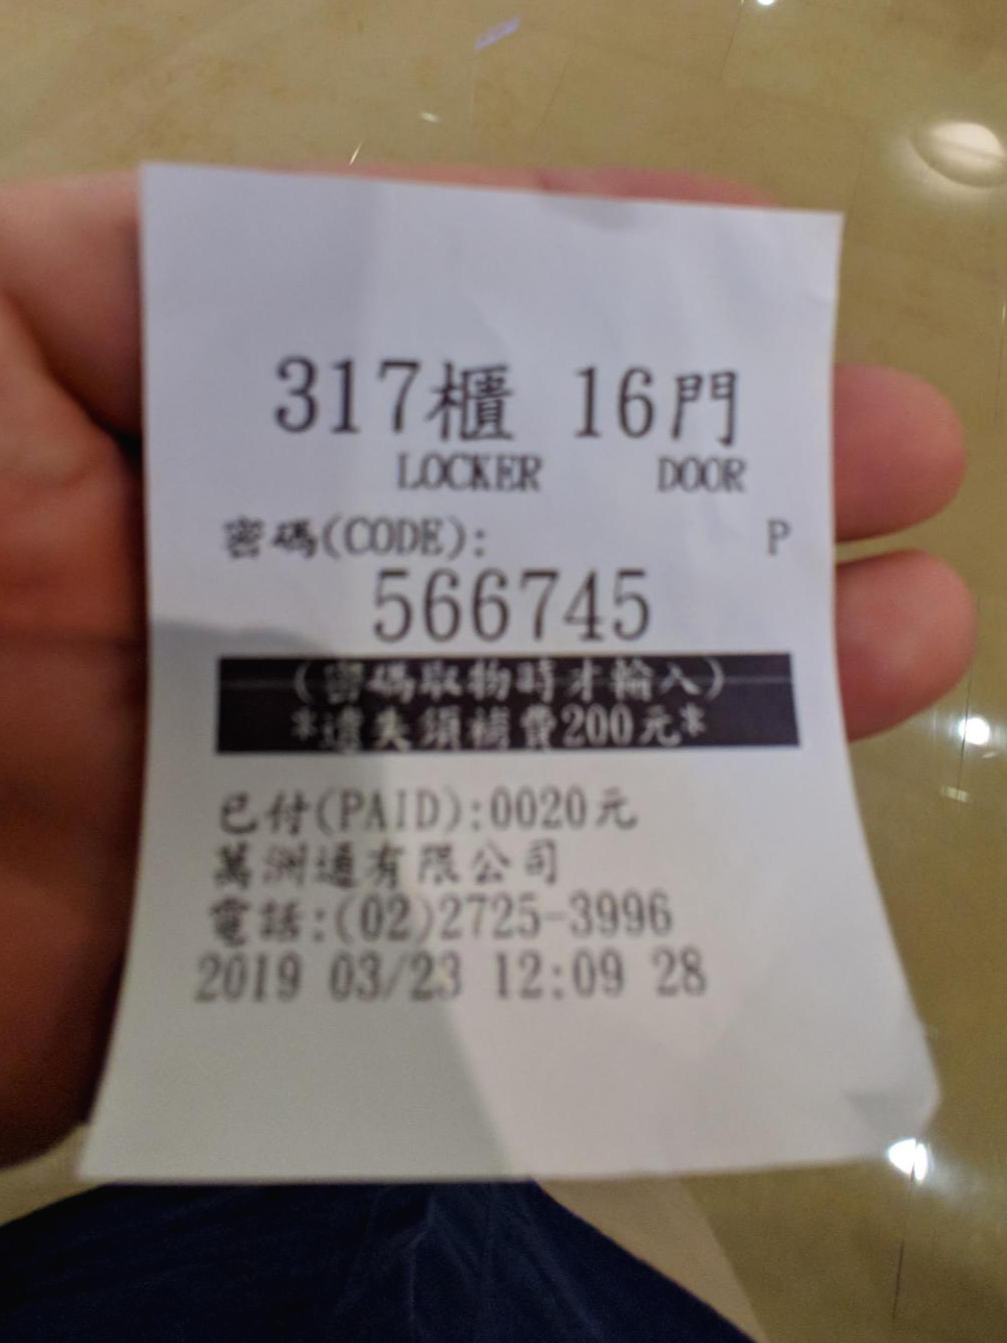 317櫃 16門
LOCKER DOOR
密碼(CODE): P
566745
(密碼取物時才輸入)
*遺失須補費200元*
已付(PAID):0020元
萬洲通有限公司
電話:(02)2725-3996
2019 03/23 12:09 28